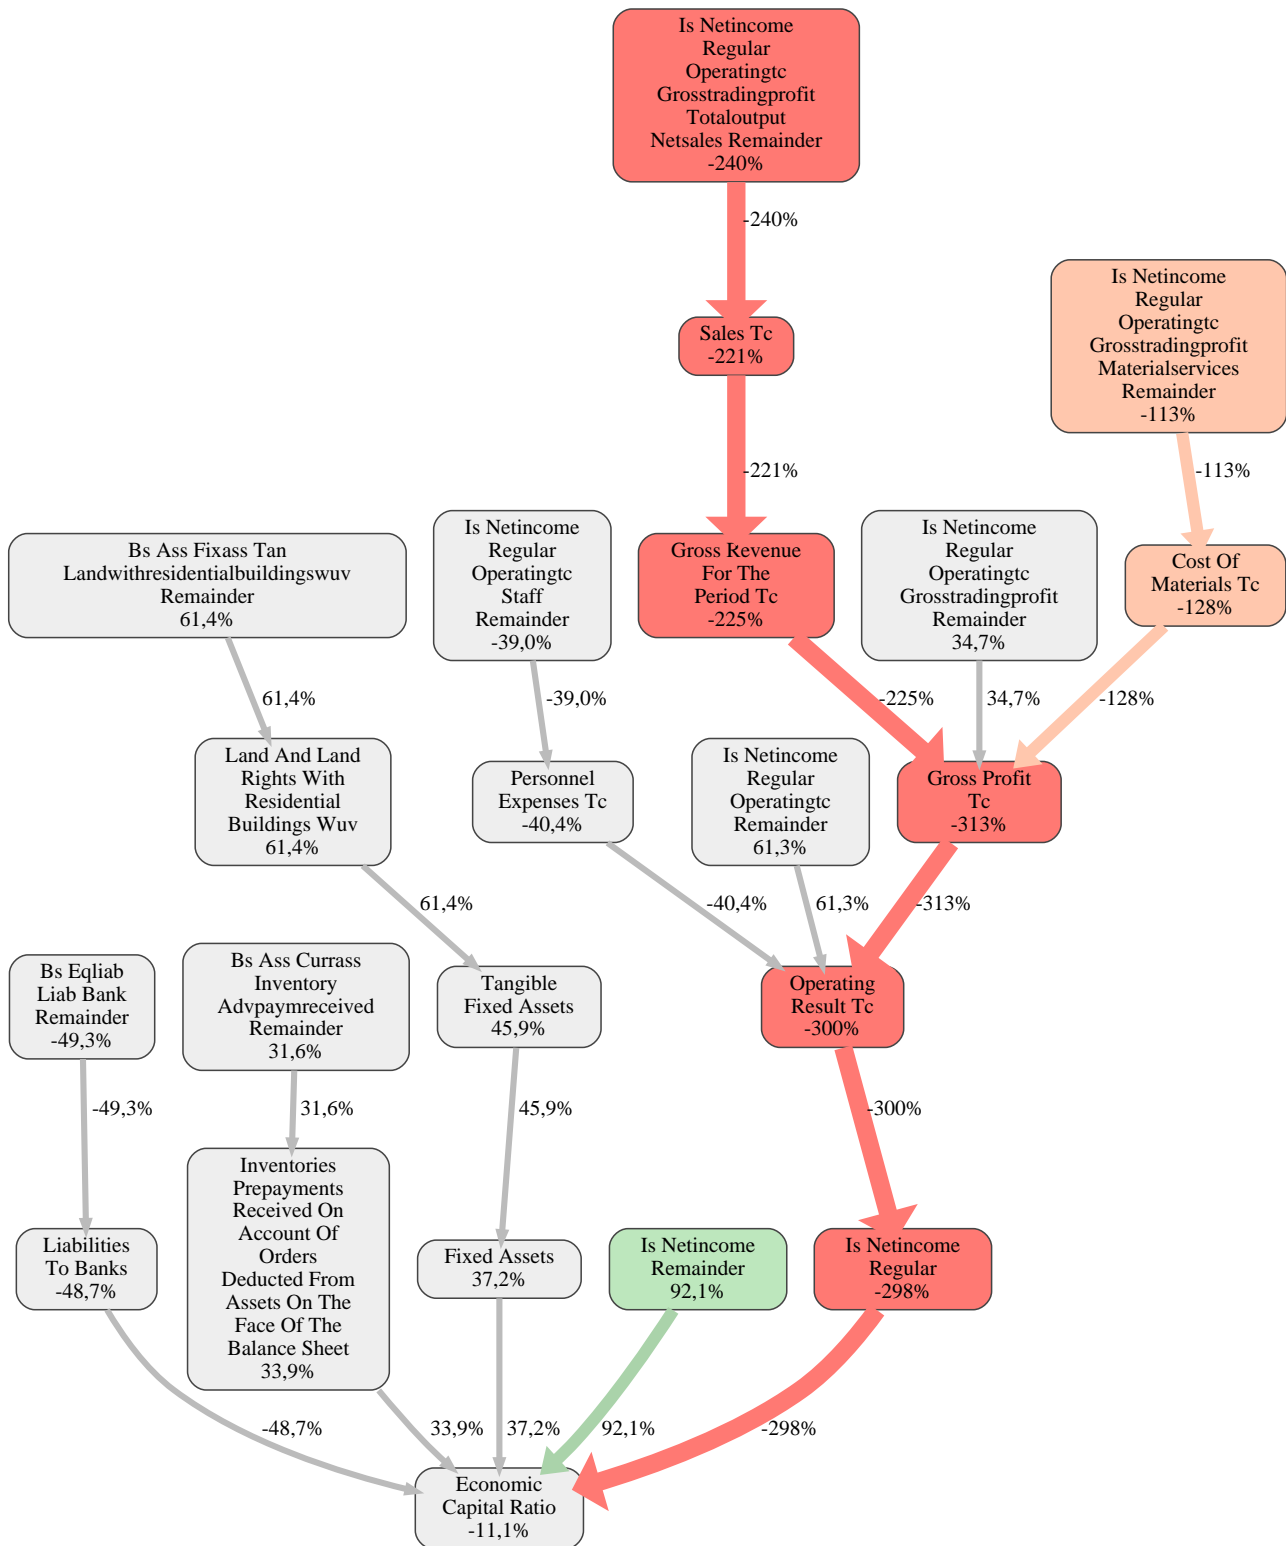 Is Netincome
Regular
Operatingtc
Grosstradingprofit
Totaloutput
Netsales Remainder
-240%
-240%
Is Netincome
Regular
Operatingtc
Grosstradingprofit
Materialservices
Remainder
-113%
Sales Tc
-221%
-221%
-113%
Bs Ass Fixass Tan
Landwithresidentialbuildingswuv
Remainder
61,4%
Is Netincome
Regular
Operatingtc
Staff
Remainder
-39,0%
Gross Revenue
For The
Period Tc
-225%
Is Netincome
Regular
Operatingtc
Grosstradingprofit
Remainder
34,7%
Cost Of
Materials Tc
-128%
61,4%
-39,0%
-225%
34,7%
-128%
Land And Land
Rights With
Residential
Buildings Wuv
61,4%
Personnel
Expenses Tc
-40,4%
Is Netincome
Regular
Operatingtc
Remainder
61,3%
Gross Profit
Tc
-313%
61,4%
-40,4%
61,3%
-313%
Bs Eqliab
Liab Bank
Remainder
-49,3%
Bs Ass Currass
Inventory
Advpaymreceived
Remainder
31,6%
Tangible
Fixed Assets
45,9%
Operating
Result Tc
-300%
-49,3%
31,6%
45,9%
-300%
Liabilities
To Banks
-48,7%
Inventories
Prepayments
Received On
Account Of
Orders
Deducted From
Assets On The
Face Of The
Balance Sheet
33,9%
Fixed Assets
37,2%
Is Netincome
Remainder
92,1%
Is Netincome
Regular
-298%
-48,7%
33,9%
37,2%
92,1%
-298%
Economic
Capital Ratio
-11,1%